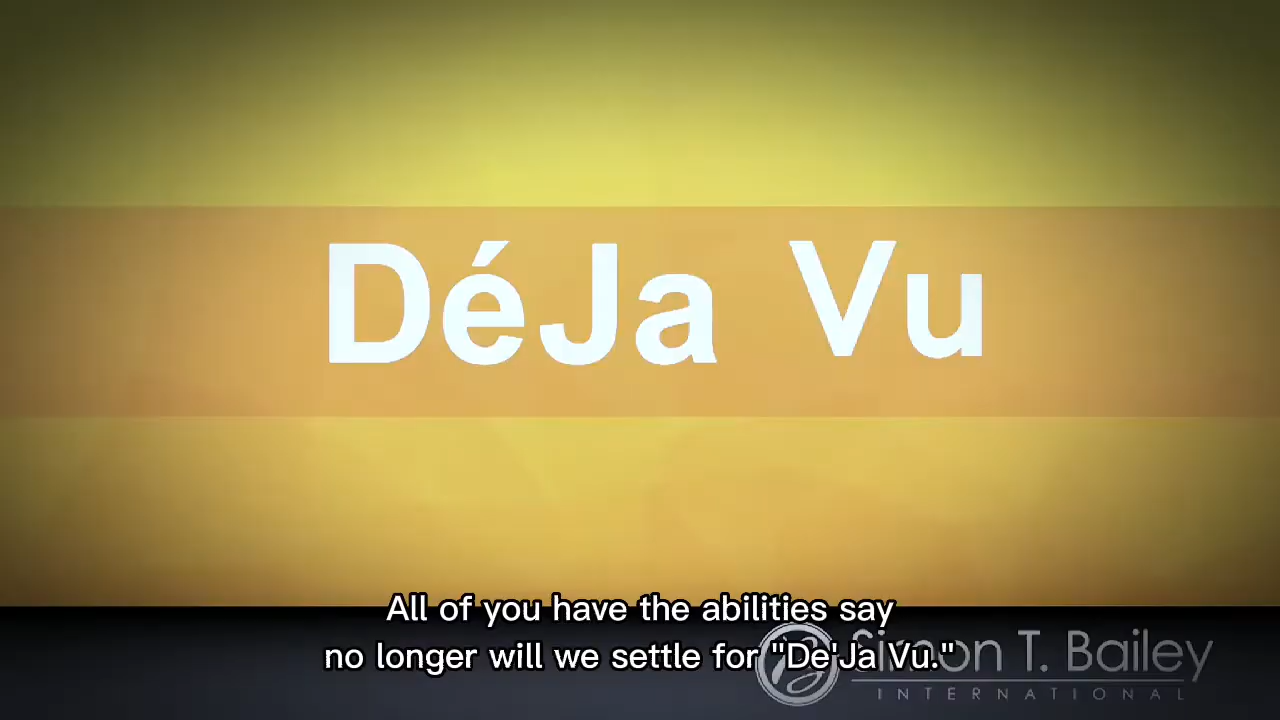 DéJa Vu
All of you have the abilities say
no longer will we settle for "De'Ja Vu."
Simon T. Bailey
INTERNATIONAL